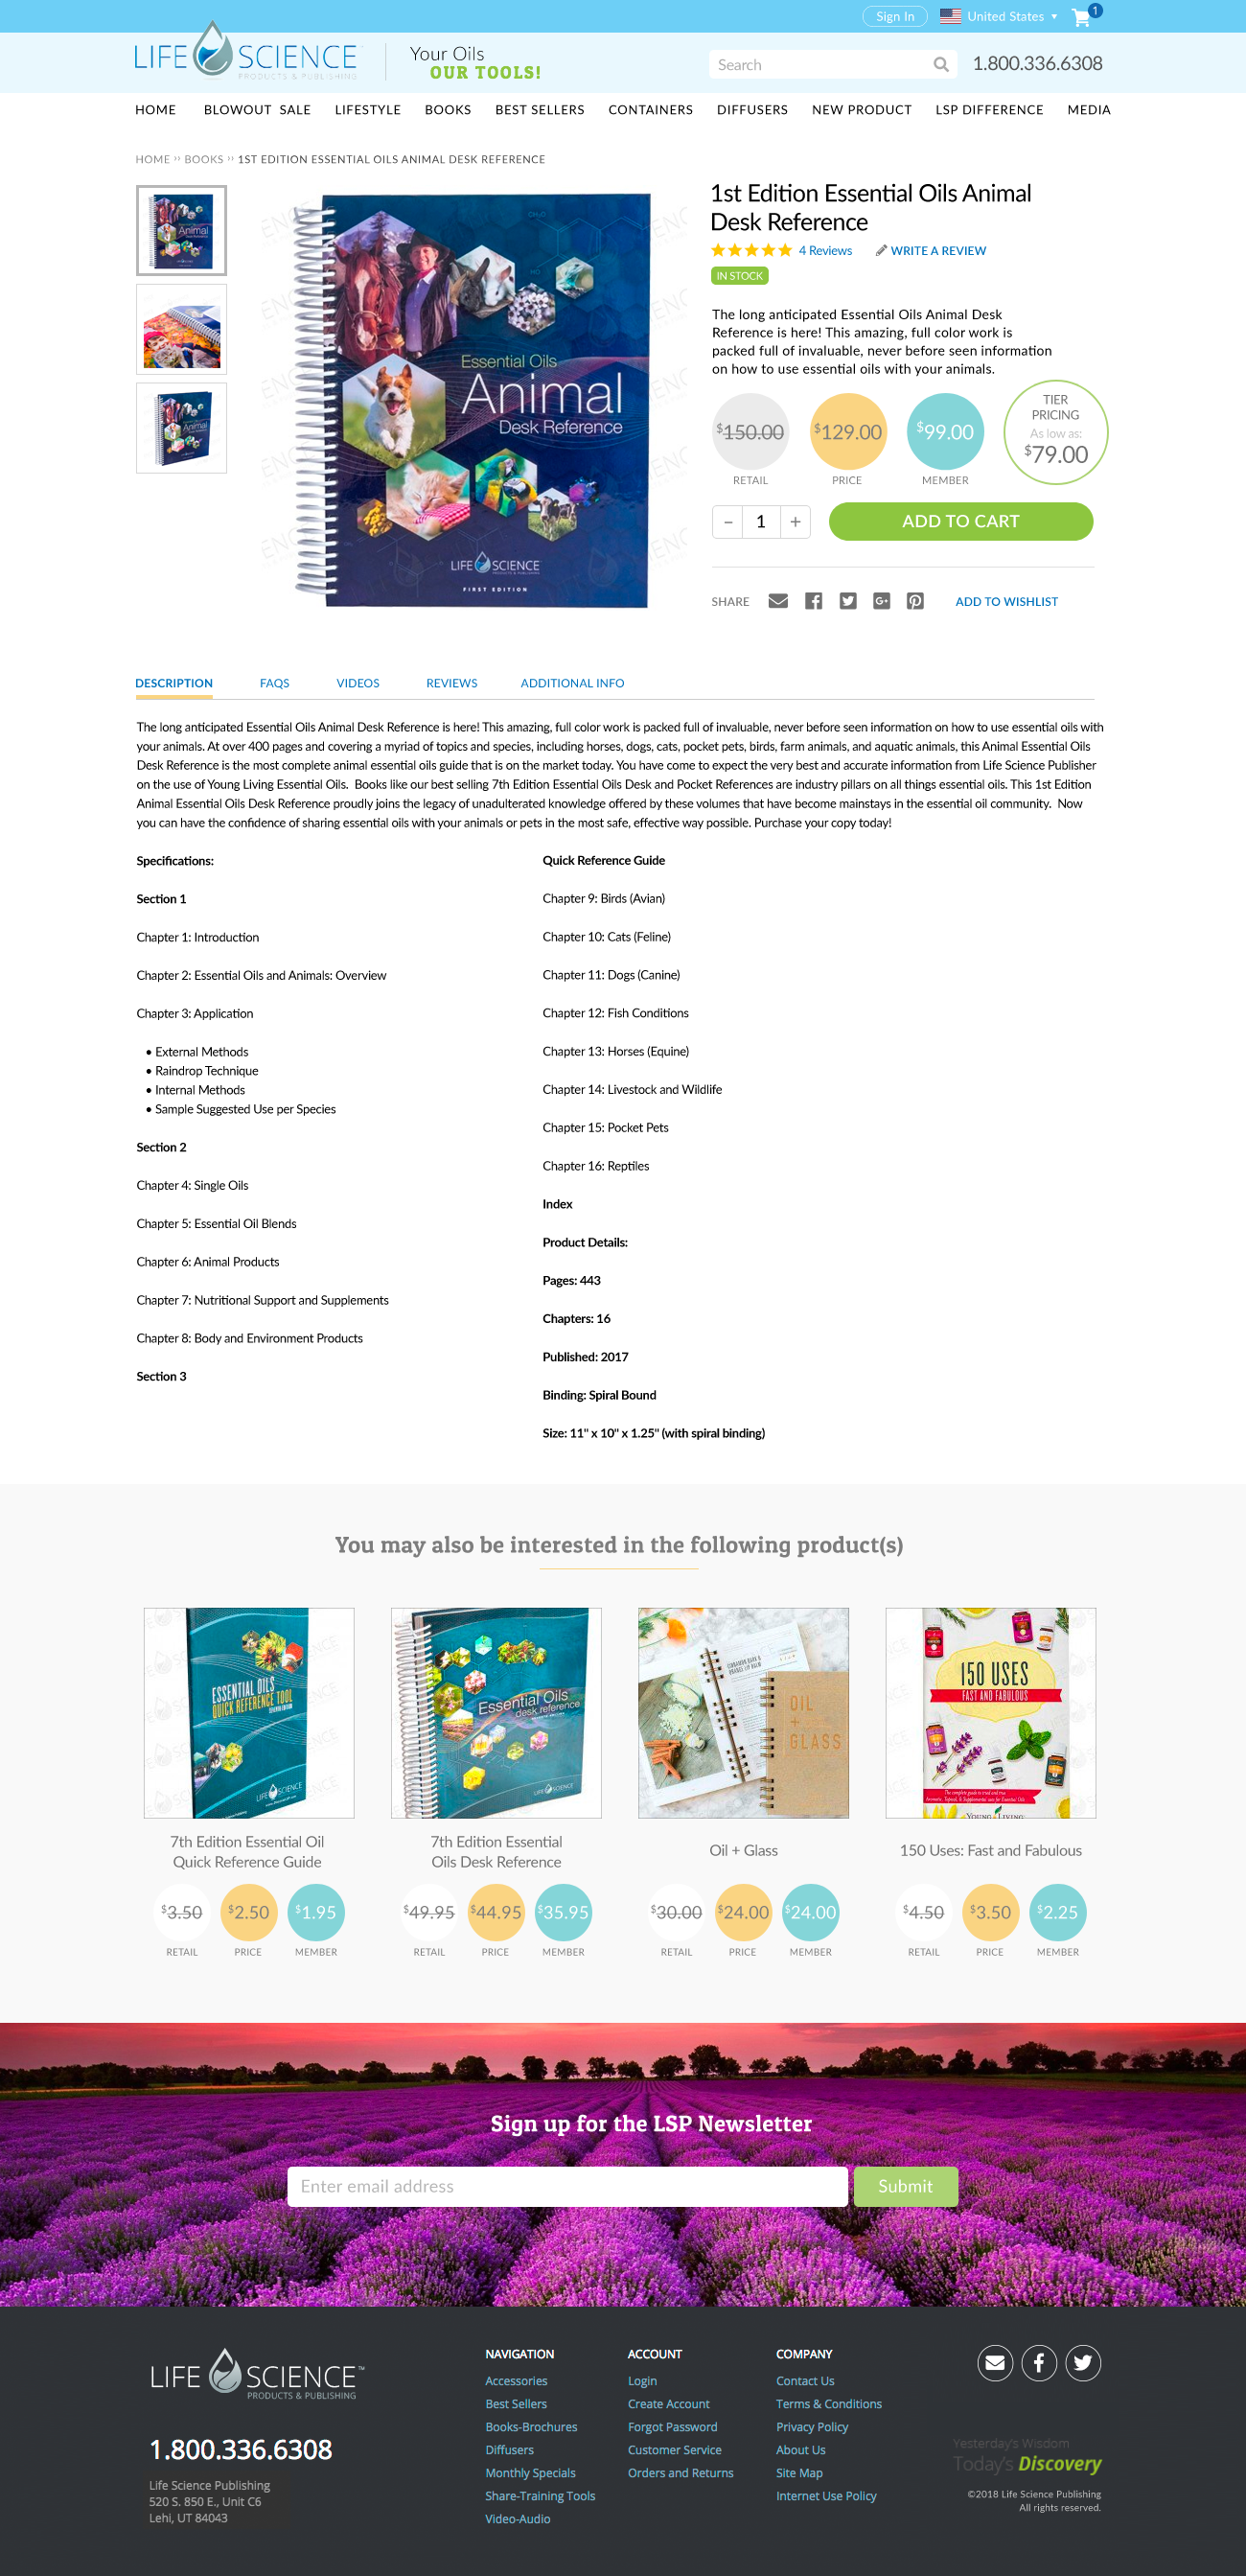 Sign In
United States
1
LIFE SCIENCE
PRODUCTS & PUBLISHING
Your Oils
OUR TOOLS!
Search
1.800.336.6308
HOME
BLOWOUT SALE
LIFESTYLE
BOOKS
BEST SELLERS
CONTAINERS
DIFFUSERS
NEW PRODUCT
LSP DIFFERENCE
MEDIA
HOME ›› BOOKS ›› 1ST EDITION ESSENTIAL OILS ANIMAL DESK REFERENCE
Essential Oils
Animal
Desk Reference
LIFE SCIENCE
PRODUCTS & PUBLISHING
FIRST EDITION
1st Edition Essential Oils Animal
Desk Reference
4 Reviews
WRITE A REVIEW
IN STOCK
The long anticipated Essential Oils Animal Desk
Reference is here! This amazing, full color work is
packed full of invaluable, never before seen information
on how to use essential oils with your animals.
$150.00
RETAIL
$129.00
PRICE
$99.00
MEMBER
TIER
PRICING
As low as:
$79.00
- 1 +
ADD TO CART
SHARE
ADD TO WISHLIST
DESCRIPTION
FAQS
VIDEOS
REVIEWS
ADDITIONAL INFO
The long anticipated Essential Oils Animal Desk Reference is here! This amazing, full color work is packed full of invaluable, never before seen information on how to use essential oils with
your animals. At over 400 pages and covering a myriad of topics and species, including horses, dogs, cats, pocket pets, birds, farm animals, and aquatic animals, this Animal Essential Oils
Desk Reference is the most complete animal essential oils guide that is on the market today. You have come to expect the very best and accurate information from Life Science Publisher
on the use of Young Living Essential Oils. Books like our best selling 7th Edition Essential Oils Desk and Pocket References are industry pillars on all things essential oils. This 1st Edition
Animal Essential Oils Desk Reference proudly joins the legacy of unadulterated knowledge offered by these volumes that have become mainstays in the essential oil community. Now
you can have the confidence of sharing essential oils with your animals or pets in the most safe, effective way possible. Purchase your copy today!
Specifications:
Section 1
Chapter 1: Introduction
Chapter 2: Essential Oils and Animals: Overview
Chapter 3: Application
• External Methods
• Raindrop Technique
• Internal Methods
• Sample Suggested Use per Species
Section 2
Chapter 4: Single Oils
Chapter 5: Essential Oil Blends
Chapter 6: Animal Products
Chapter 7: Nutritional Support and Supplements
Chapter 8: Body and Environment Products
Section 3
Quick Reference Guide
Chapter 9: Birds (Avian)
Chapter 10: Cats (Feline)
Chapter 11: Dogs (Canine)
Chapter 12: Fish Conditions
Chapter 13: Horses (Equine)
Chapter 14: Livestock and Wildlife
Chapter 15: Pocket Pets
Chapter 16: Reptiles
Index
Product Details:
Pages: 443
Chapters: 16
Published: 2017
Binding: Spiral Bound
Size: 11" x 10" x 1.25" (with spiral binding)
You may also be interested in the following product(s)
ESSENTIAL OILS
QUICK REFERENCE TOOL
LIFE SCIENCE
Essential Oils
desk reference
LIFE SCIENCE
OIL
+
GLASS
150 USES
FAST AND FABULOUS
YOUNG LIVING
7th Edition Essential Oil
Quick Reference Guide
7th Edition Essential
Oils Desk Reference
Oil + Glass
150 Uses: Fast and Fabulous
$3.50
$2.50
$1.95
$49.95
$44.95
$35.95
$30.00
$24.00
$24.00
$4.50
$3.50
$2.25
RETAIL
PRICE
MEMBER
RETAIL
PRICE
MEMBER
RETAIL
PRICE
MEMBER
RETAIL
PRICE
MEMBER
Sign up for the LSP Newsletter
Enter email address
Submit
LIFE SCIENCE™
PRODUCTS & PUBLISHING
1.800.336.6308
Life Science Publishing
520 S. 850 E., Unit C6
Lehi, UT 84043
NAVIGATION
Accessories
Best Sellers
Books-Brochures
Diffusers
Monthly Specials
Share-Training Tools
Video-Audio
ACCOUNT
Login
Create Account
Forgot Password
Customer Service
Orders and Returns
COMPANY
Contact Us
Terms & Conditions
Privacy Policy
About Us
Site Map
Internet Use Policy
Yesterday's Wisdom
Today's Discovery
©2018 Life Science Publishing
All rights reserved.